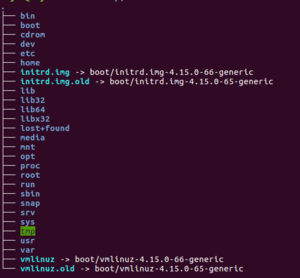 .
├── bin
├── boot
├── cdrom
├── dev
├── etc
├── home
├── initrd.img -> boot/initrd.img-4.15.0-66-generic
├── initrd.img.old -> boot/initrd.img-4.15.0-65-generic
├── lib
├── lib32
├── lib64
├── libx32
├── lost+found
├── media
├── mnt
├── opt
├── proc
├── root
├── run
├── sbin
├── snap
├── srv
├── sys
├── tmp
├── usr
├── var
├── vmlinuz -> boot/vmlinuz-4.15.0-66-generic
└── vmlinuz.old -> boot/vmlinuz-4.15.0-65-generic